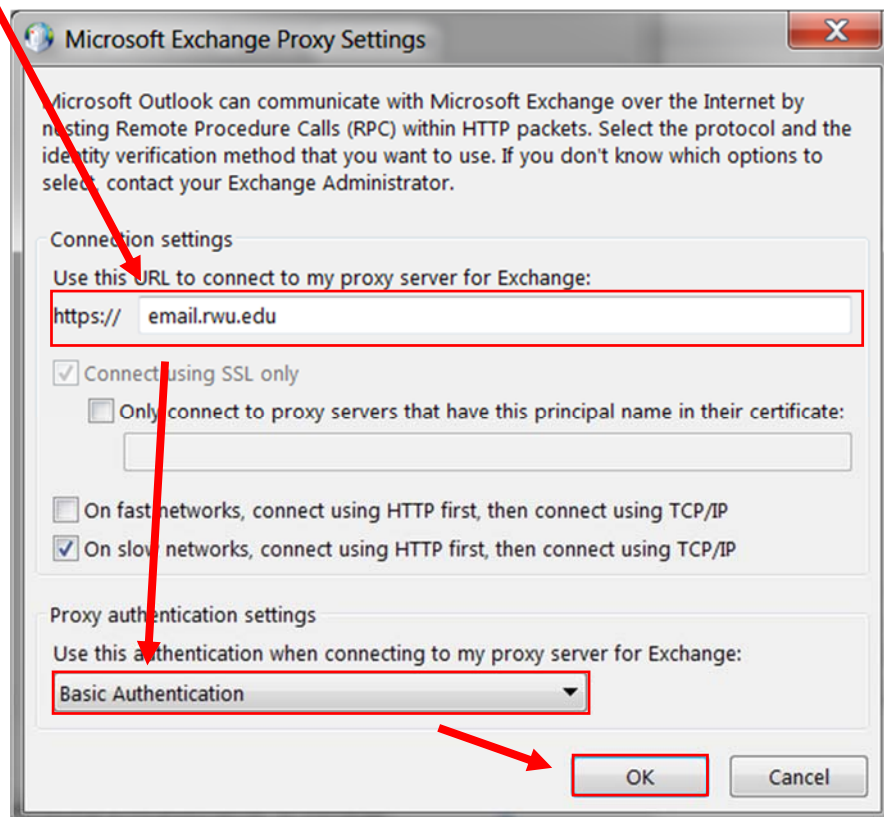 Microsoft Exchange Proxy Settings
Microsoft Outlook can communicate with Microsoft Exchange over the Internet by
nesting Remote Procedure Calls (RPC) within HTTP packets. Select the protocol and the
identity verification method that you want to use. If you don't know which options to
select, contact your Exchange Administrator.
Connection settings
Use this URL to connect to my proxy server for Exchange:
https:// email.rwu.edu
Connect using SSL only
Only connect to proxy servers that have this principal name in their certificate:
On fast networks, connect using HTTP first, then connect using TCP/IP
On slow networks, connect using HTTP first, then connect using TCP/IP
Proxy authentication settings
Use this authentication when connecting to my proxy server for Exchange:
Basic Authentication
OK Cancel